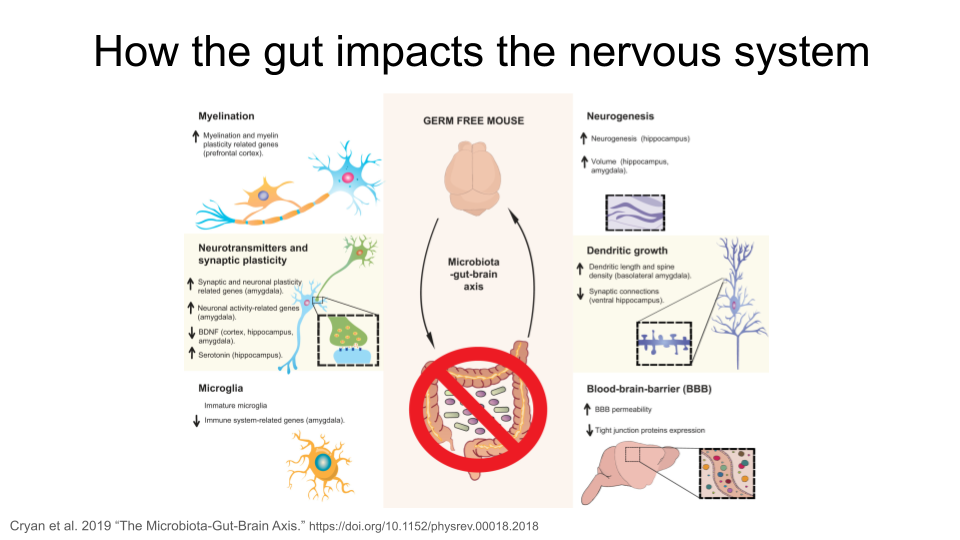 How the gut impacts the nervous system
Myelination
Myelination and myelin
plasticity related genes
(prefrontal cortex).
Neurotransmitters and
synaptic plasticity
Synaptic and neuronal plasticity
related genes (amygdala).
Neuronal activity-related genes
(amygdala).
BDNF (cortex, hippocampus,
amygdala).
Serotonin (hippocampus).
Microglia
Immature microglia
Immune system-related genes (amygdala).
GERM FREE MOUSE
Microbiota
-gut-brain
axis
Neurogenesis
Neurogenesis (hippocampus)
Volume (hippocampus,
amygdala).
Dendritic growth
Dendritic length and spine
density (basolateral amygdala).
Synaptic connections
(ventral hippocampus).
Blood-brain-barrier (BBB)
BBB permeability
Tight junction proteins expression
Cryan et al. 2019 “The Microbiota-Gut-Brain Axis.” https://doi.org/10.1152/physrev.00018.2018